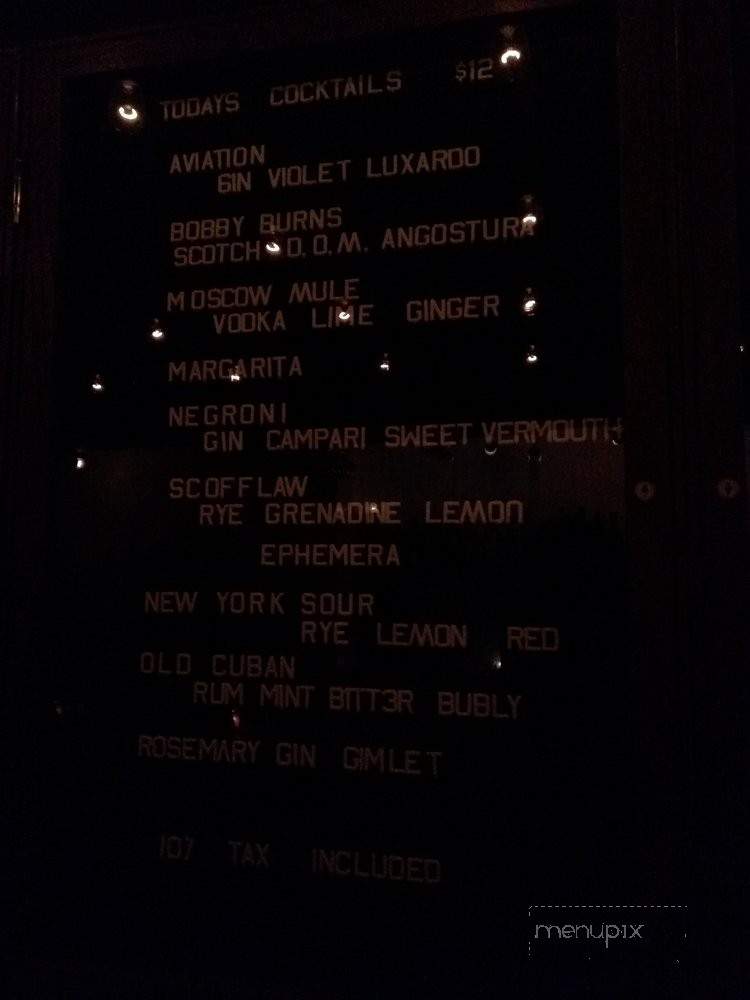 TODAYS COCKTAILS $12
AVIATION
GIN VIOLET LUXARDO
BOBBY BURNS
SCOTCH D.O.M. ANGOSTURA
MOSCOW MULE
VODKA LIME GINGER
MARGARITA
NEGRONI
GIN CAMPARI SWEET VERMOUTH
SCOFFLAW
RYE GRENADINE LEMON
EPHEMERA
NEW YORK SOUR
RYE LEMON RED
OLD CUBAN
RUM MINT BITT3R BUBLY
ROSEMARY GIN GIMLET
107 TAX INCLUDED
menupix